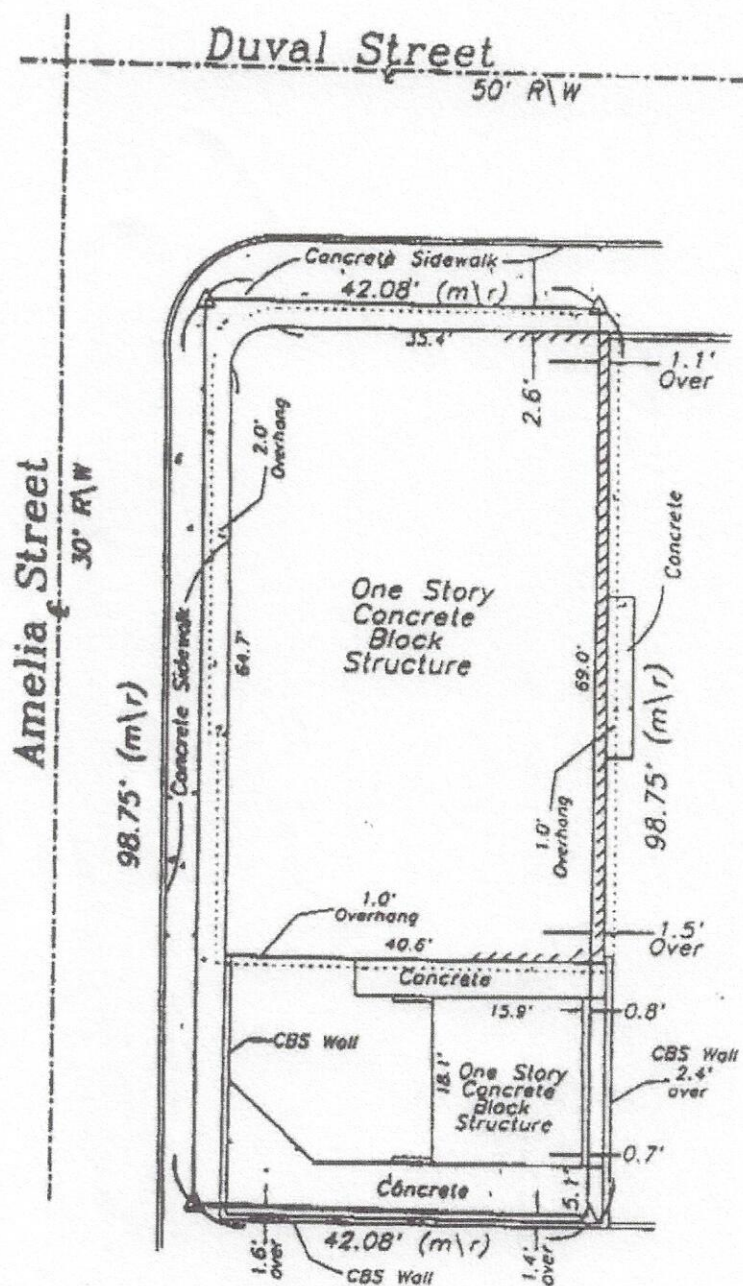 Duval Street
℄
50' R\W
Concrete Sidewalk
42.08' (m\r)
35.4'
1.1'
Over
2.6'
2.0'
Overhang
Amelia Street
℄
30' R\W
Concrete
One Story
Concrete
Block
Structure
Concrete Sidewalk
64.7'
69.0'
98.75' (m\r)
98.75' (m\r)
1.0'
Overhang
1.0'
Overhang
1.5'
Over
40.6'
Concrete
15.9'
0.8'
CBS Wall
CBS Wall
2.4'
over
18.1'
One Story
Concrete
Block
Structure
0.7'
Concrete
5.1'
1.6'
over
42.08' (m\r)
1.4'
over
CBS Wall